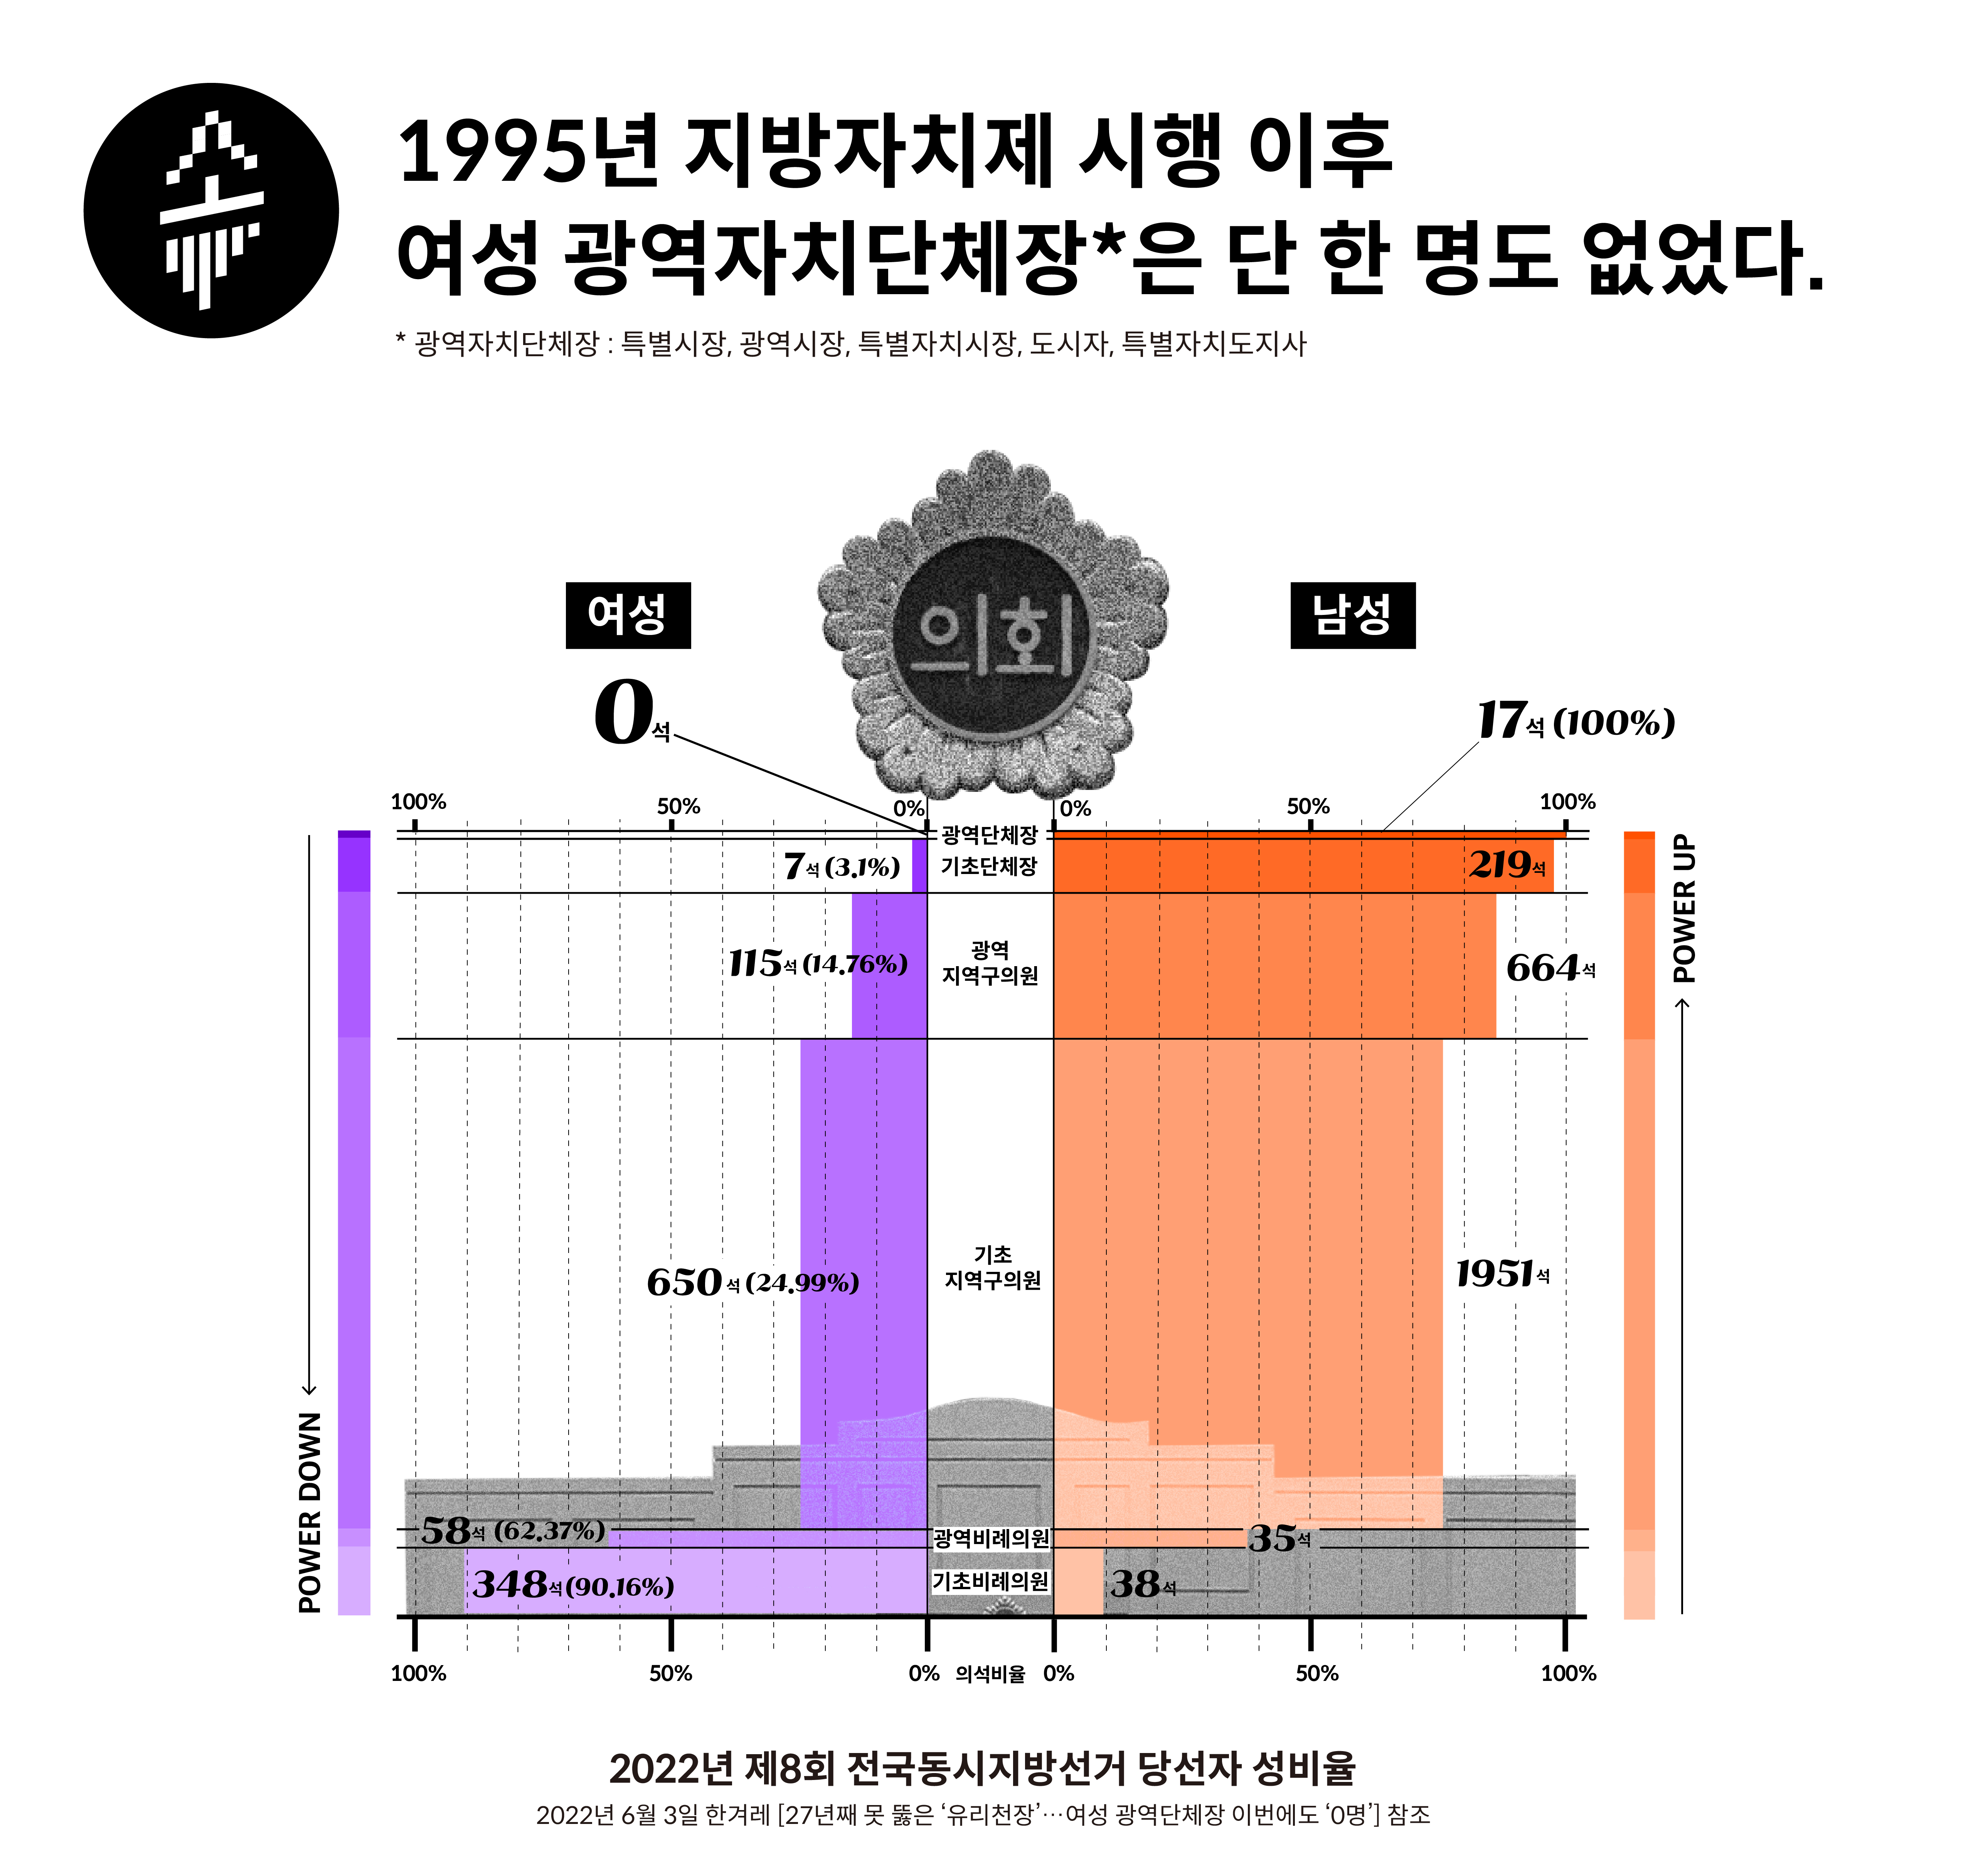 1995년 지방자치제 시행 이후
여성 광역자치단체장*은 단 한 명도 없었다.
* 광역자치단체장 : 특별시장, 광역시장, 특별자치시장, 도시자, 특별자치도지사
의회
여성
남성
0석
17석 (100%)
100%
50%
0%
0%
50%
100%
광역단체장
7석 (3.1%)
기초단체장
219석
115석 (14.76%)
광역
지역구의원
664석
650석 (24.99%)
기초
지역구의원
1951석
58석 (62.37%)
광역비례의원
35석
348석 (90.16%)
기초비례의원
38석
POWER DOWN
POWER UP
100%
50%
0%
의석비율
0%
50%
100%
2022년 제8회 전국동시지방선거 당선자 성비율
2022년 6월 3일 한겨레 [27년째 못 뚫은 ‘유리천장’…여성 광역단체장 이번에도 ‘0명’] 참조